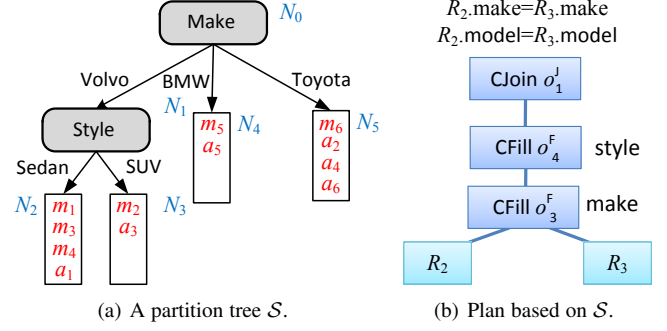 Make N₀
Volvo BMW Toyota
N₁
Style
Sedan SUV
N₂
m₁
m₃
m₄
a₁
m₂
a₃
N₃
m₅
a₅
N₄
m₆
a₂
a₄
a₆
N₅
(a) A partition tree S.
R₂.make=R₃.make
R₂.model=R₃.model
CJoin o₁ᴶ
CFill o₄ᶠ style
CFill o₃ᶠ make
R₂ R₃
(b) Plan based on S.